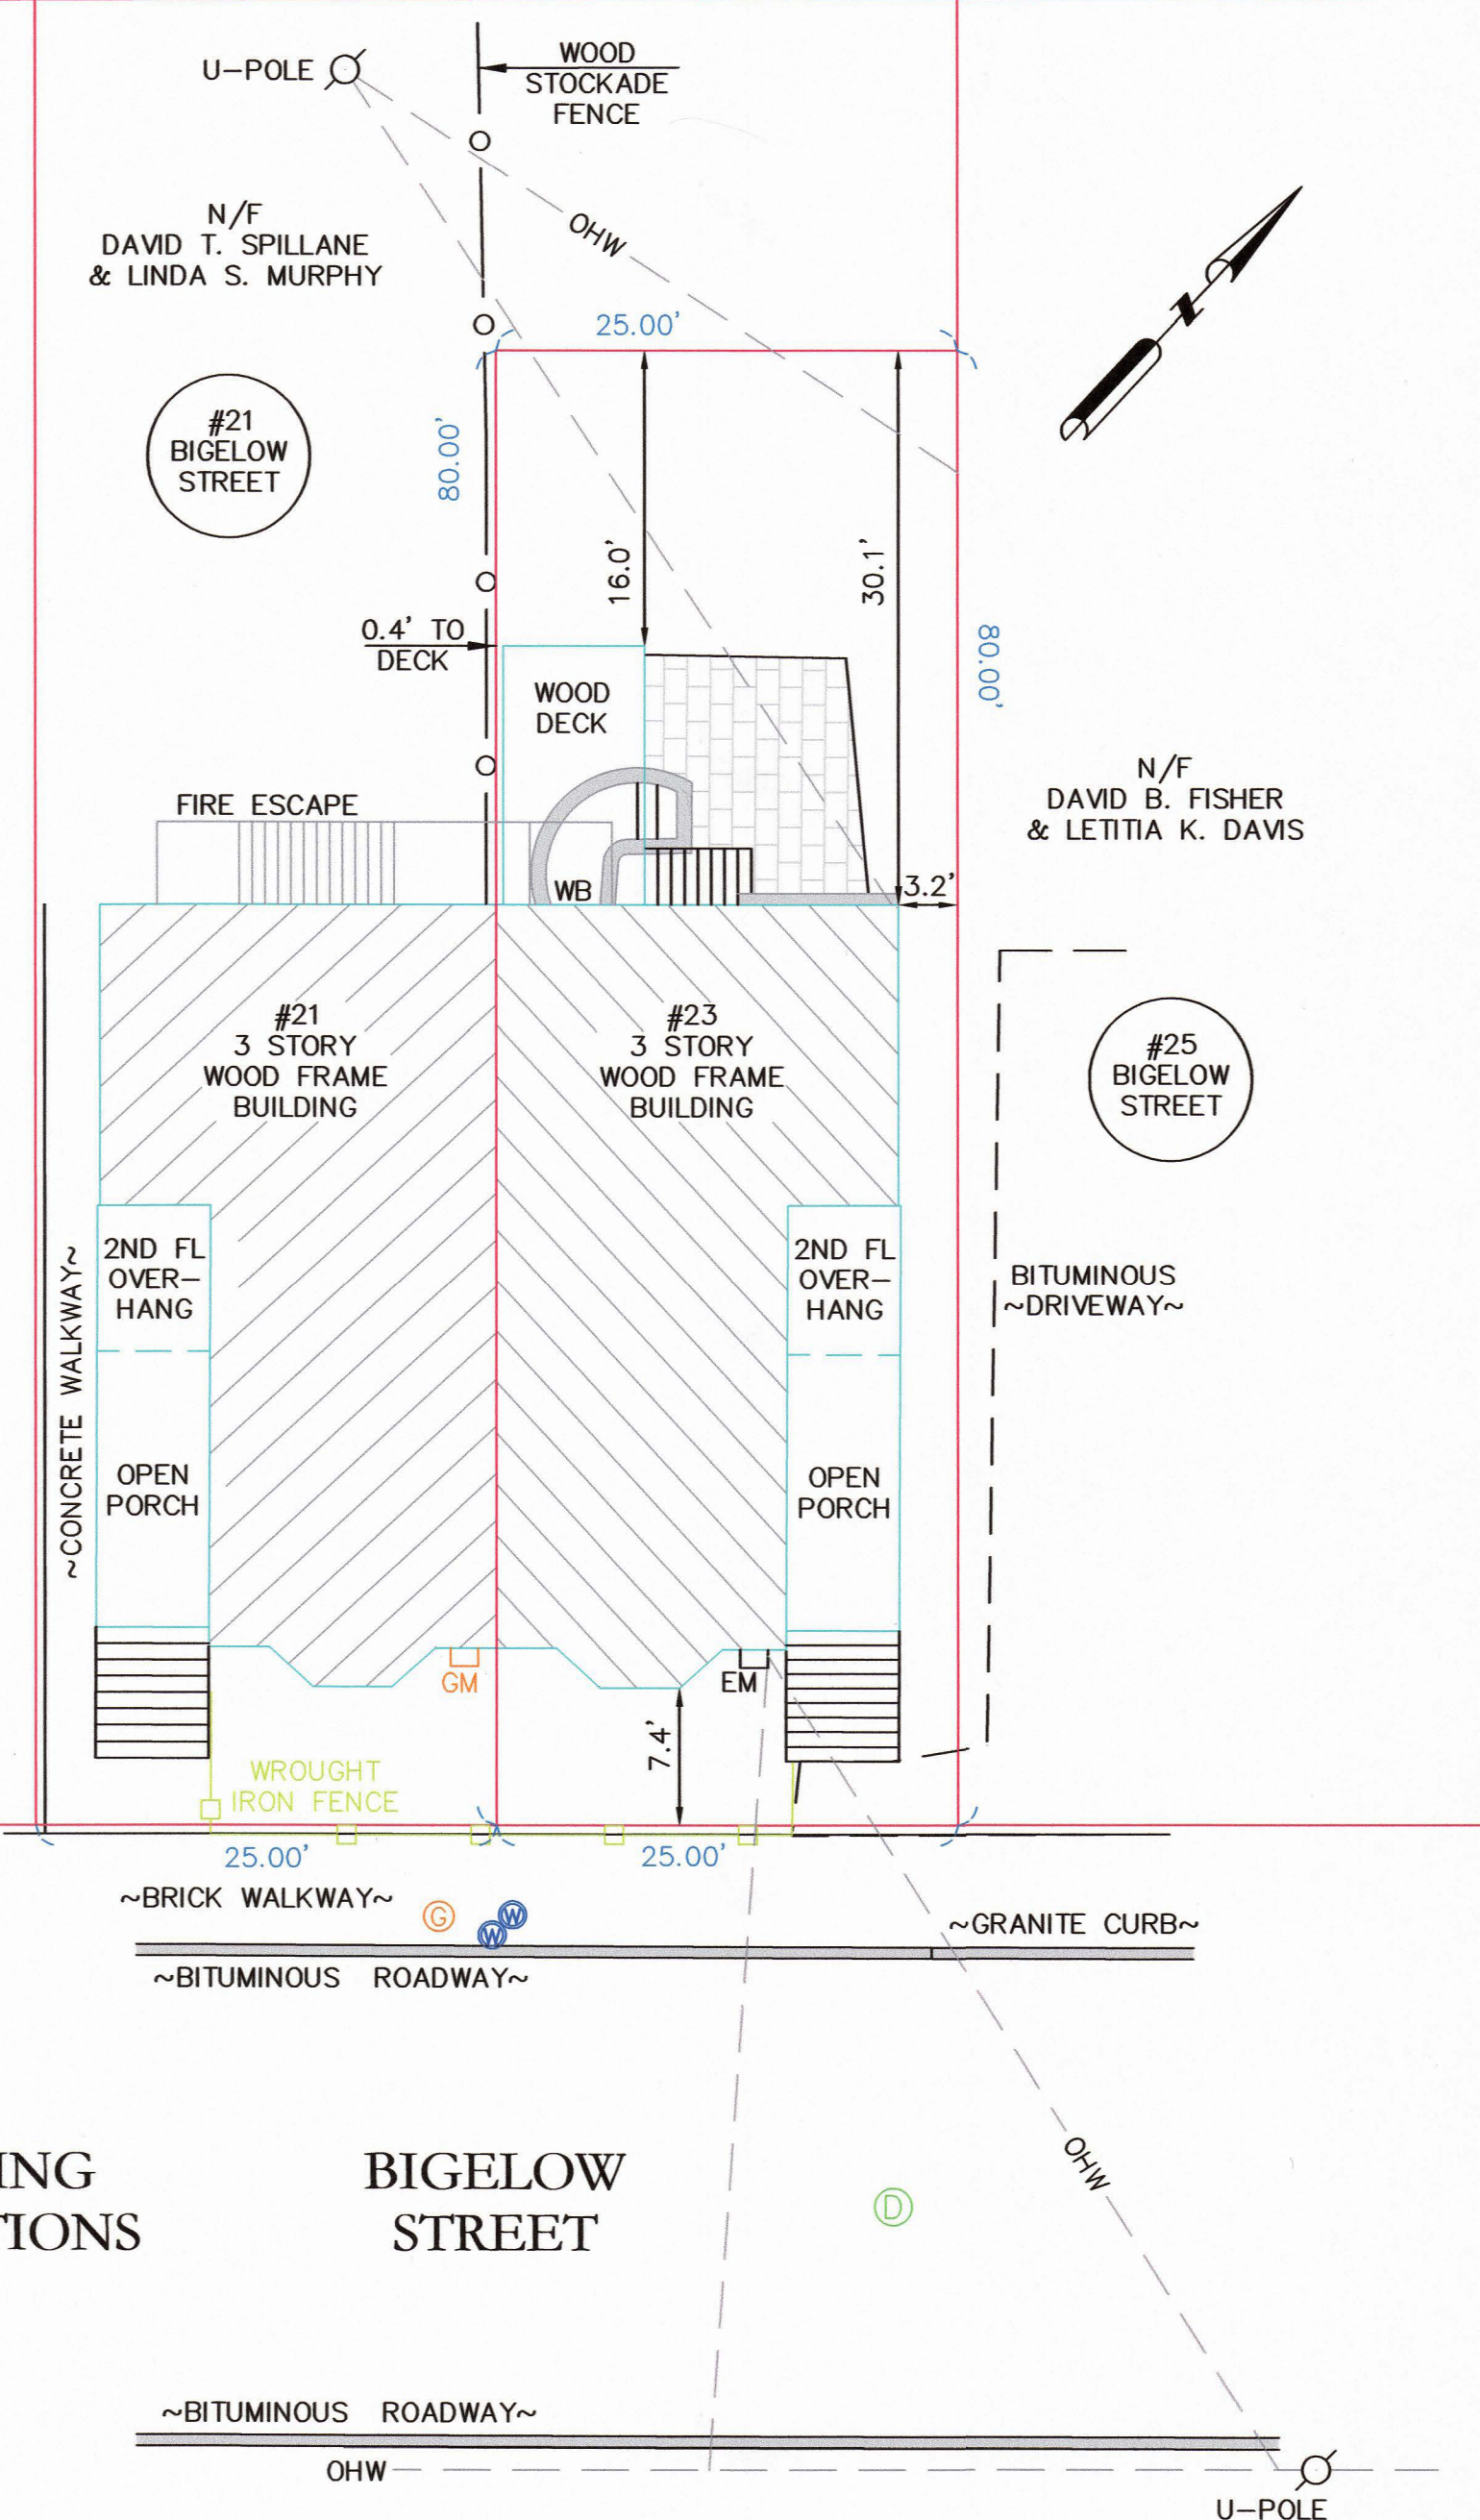 U-POLE
WOOD
STOCKADE
FENCE
N/F
DAVID T. SPILLANE
& LINDA S. MURPHY
OHW
N
25.00'
#21
BIGELOW
STREET
80.00'
16.0'
30.1'
80.00'
0.4' TO
DECK
WOOD
DECK
N/F
DAVID B. FISHER
& LETITIA K. DAVIS
FIRE ESCAPE
WB
3.2'
#21
3 STORY
WOOD FRAME
BUILDING
#23
3 STORY
WOOD FRAME
BUILDING
#25
BIGELOW
STREET
2ND FL
OVER-
HANG
2ND FL
OVER-
HANG
BITUMINOUS
~DRIVEWAY~
~CONCRETE WALKWAY~
OPEN
PORCH
OPEN
PORCH
GM
EM
7.4'
WROUGHT
IRON FENCE
25.00'
25.00'
~BRICK WALKWAY~
G
W
W
~GRANITE CURB~
~BITUMINOUS ROADWAY~
OHW
ING
TIONS
BIGELOW
STREET
D
~BITUMINOUS ROADWAY~
OHW
U-POLE